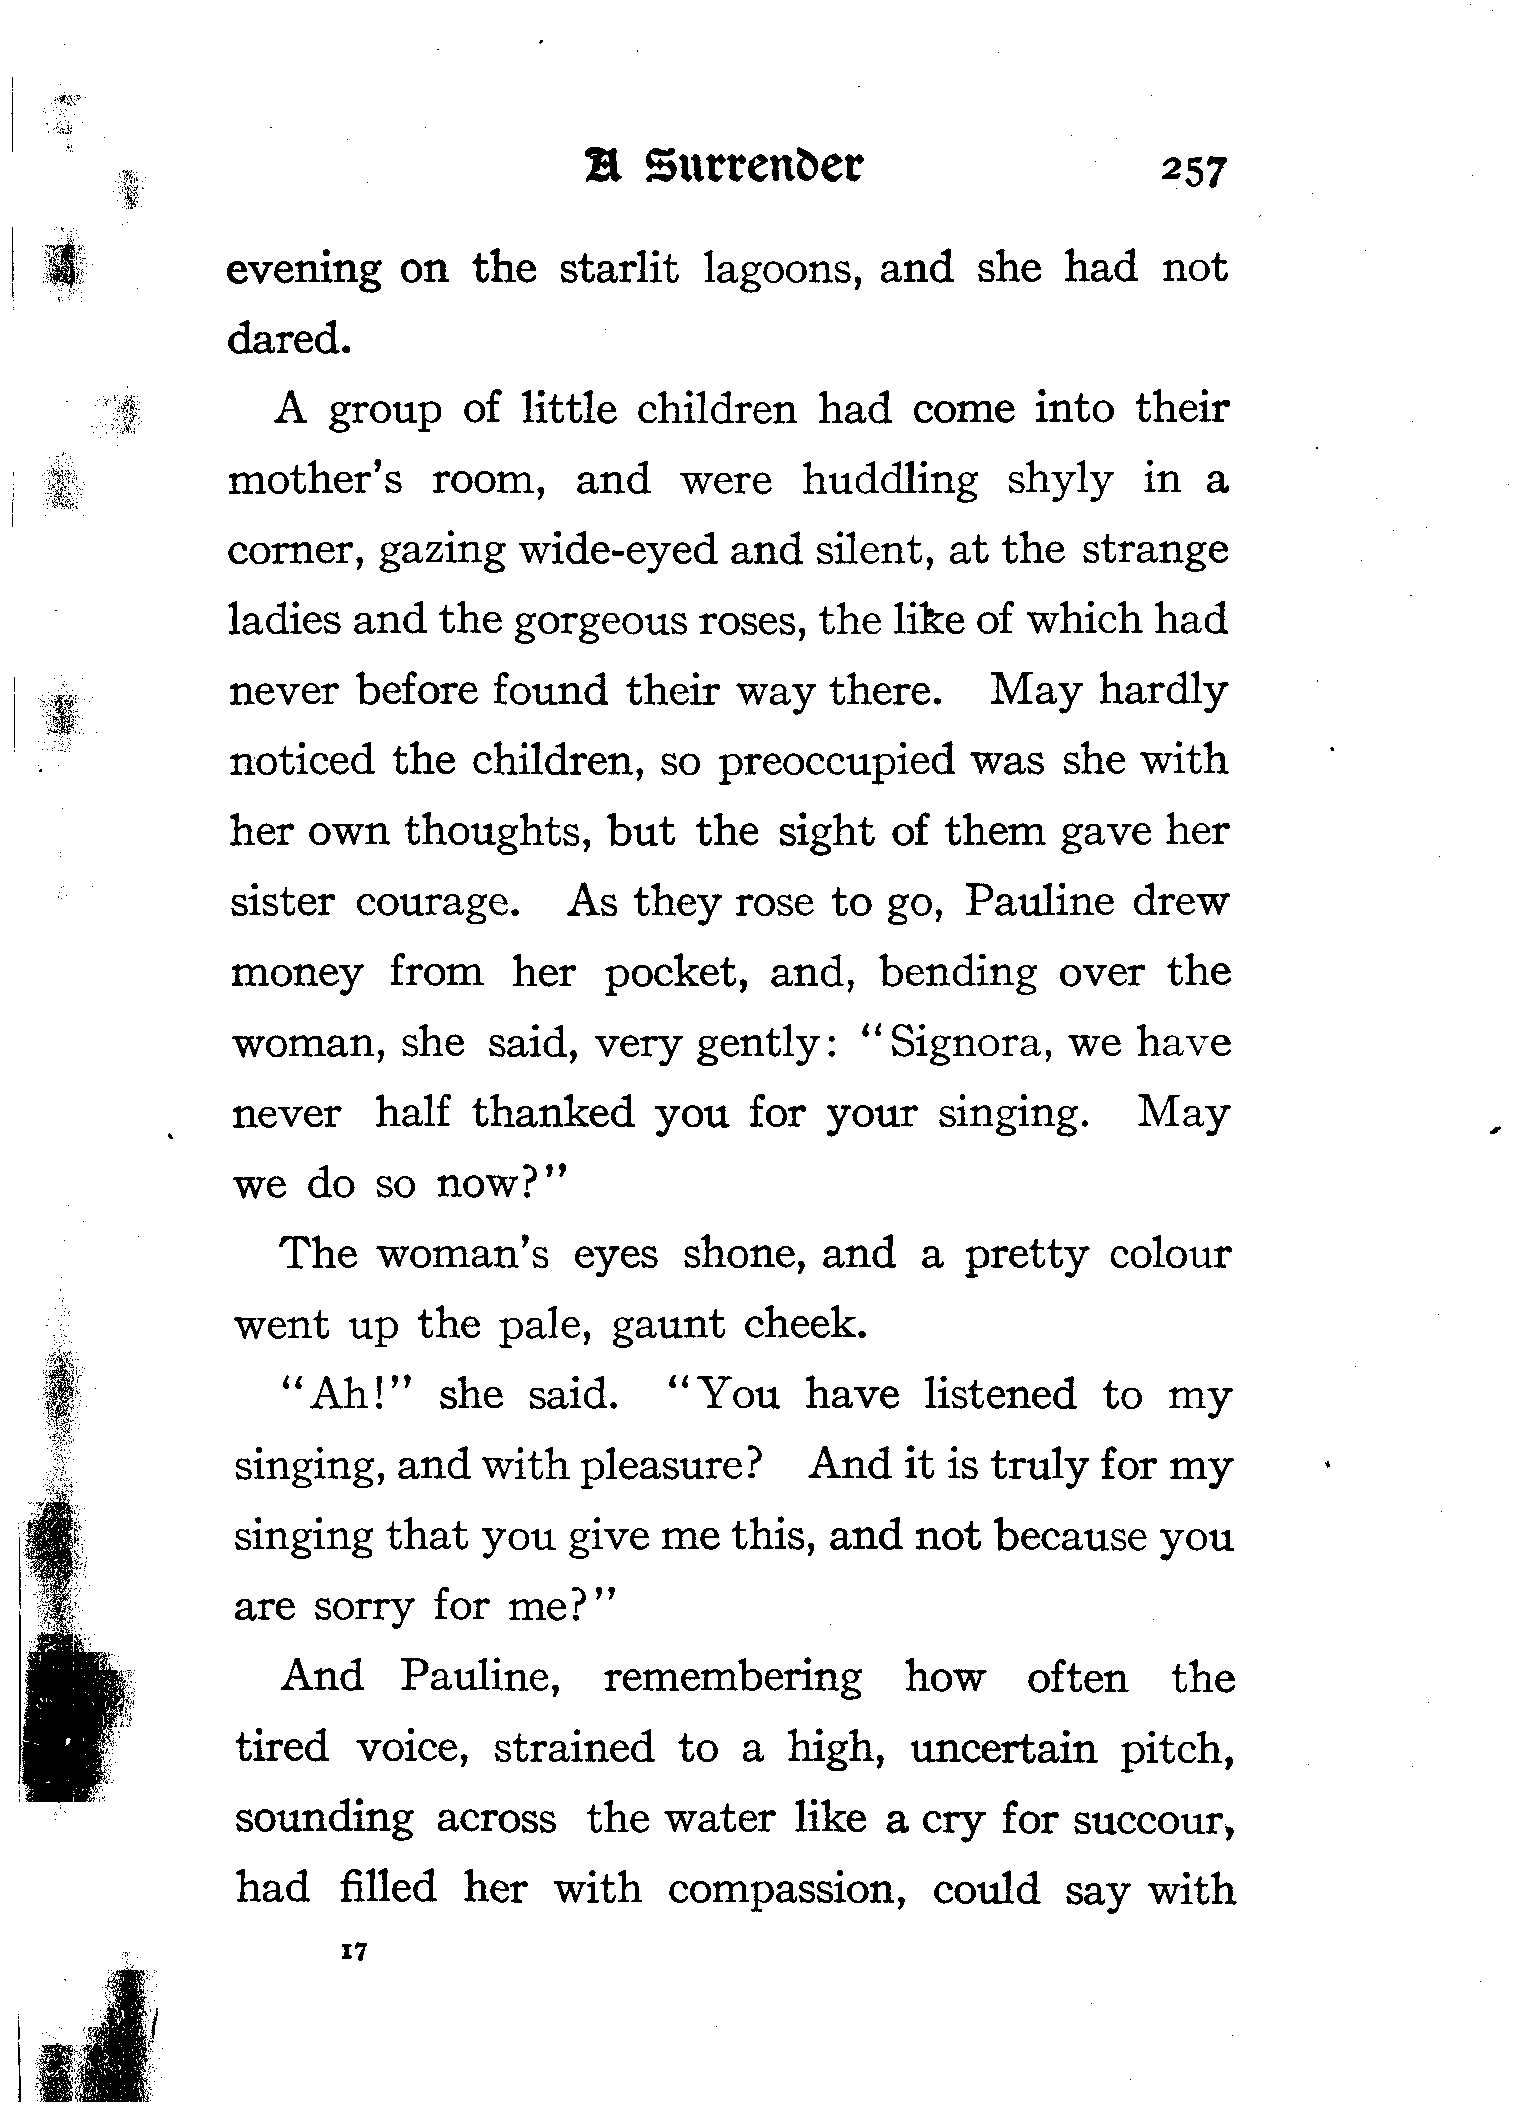 A Surrender 257
evening on the starlit lagoons, and she had not
dared.
A group of little children had come into their
mother's room, and were huddling shyly in a
corner, gazing wide-eyed and silent, at the strange
ladies and the gorgeous roses, the like of which had
never before found their way there. May hardly
noticed the children, so preoccupied was she with
her own thoughts, but the sight of them gave her
sister courage. As they rose to go, Pauline drew
money from her pocket, and, bending over the
woman, she said, very gently: "Signora, we have
never half thanked you for your singing. May
we do so now?"
The woman's eyes shone, and a pretty colour
went up the pale, gaunt cheek.
"Ah!" she said. "You have listened to my
singing, and with pleasure? And it is truly for my
singing that you give me this, and not because you
are sorry for me?"
And Pauline, remembering how often the
tired voice, strained to a high, uncertain pitch,
sounding across the water like a cry for succour,
had filled her with compassion, could say with
17